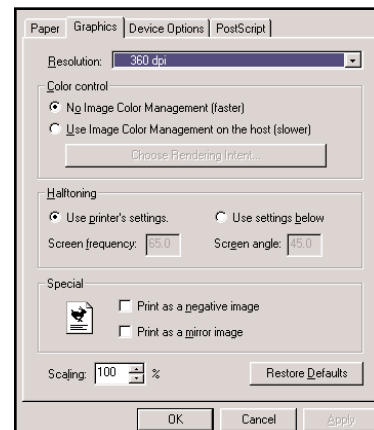 Paper Graphics Device Options PostScript
Resolution: 360 dpi
Color control
No Image Color Management (faster)
Use Image Color Management on the host (slower)
Choose Rendering Intent...
Halftoning
Use printer's settings. Use settings below
Screen frequency: 65.0 Screen angle: 45.0
Special
Print as a negative image
Print as a mirror image
Scaling: 100 % Restore Defaults
OK Cancel Apply